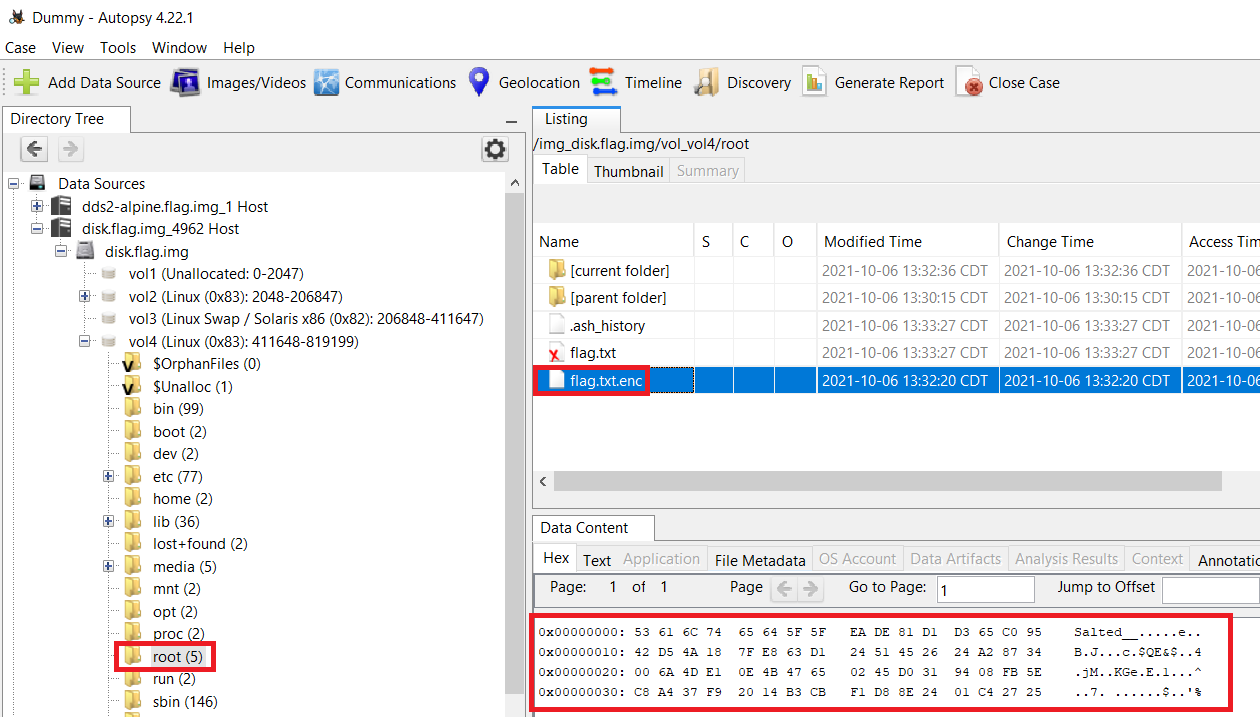 Dummy - Autopsy 4.22.1
Case View Tools Window Help
Add Data Source Images/Videos Communications Geolocation Timeline Discovery Generate Report Close Case
Directory Tree
Data Sources
dds2-alpine.flag.img_1 Host
disk.flag.img_4962 Host
disk.flag.img
vol1 (Unallocated: 0-2047)
vol2 (Linux (0x83): 2048-206847)
vol3 (Linux Swap / Solaris x86 (0x82): 206848-411647)
vol4 (Linux (0x83): 411648-819199)
$OrphanFiles (0)
$Unalloc (1)
bin (99)
boot (2)
dev (2)
etc (77)
home (2)
lib (36)
lost+found (2)
media (5)
mnt (2)
opt (2)
proc (2)
root (5)
run (2)
sbin (146)
Listing
/img_disk.flag.img/vol_vol4/root
Table Thumbnail Summary
Name S C O Modified Time Change Time Access Tim
[current folder] 2021-10-06 13:32:36 CDT 2021-10-06 13:32:36 CDT 2021-10-06
[parent folder] 2021-10-06 13:30:15 CDT 2021-10-06 13:30:15 CDT 2021-10-06
.ash_history 2021-10-06 13:33:27 CDT 2021-10-06 13:33:27 CDT 2021-10-06
flag.txt 2021-10-06 13:33:27 CDT 2021-10-06 13:33:27 CDT 2021-10-06
flag.txt.enc 2021-10-06 13:32:20 CDT 2021-10-06 13:32:20 CDT 2021-10-06
Data Content
Hex Text Application File Metadata OS Account Data Artifacts Analysis Results Context Annotatio
Page: 1 of 1 Page Go to Page: 1 Jump to Offset
0x00000000: 53 61 6C 74 65 64 5F 5F EA DE 81 D1 D3 65 C0 95 Salted__.....e..
0x00000010: 42 D5 4A 18 7F E8 63 D1 24 51 45 26 24 A2 87 34 B.J...c.$QE&$..4
0x00000020: 00 6A 4D E1 0E 4B 47 65 02 45 D0 31 94 08 FB 5E .jM..KGe.E.1...^
0x00000030: C8 A4 37 F9 20 14 B3 CB F1 D8 8E 24 01 C4 27 25 ..7. ......$..'%